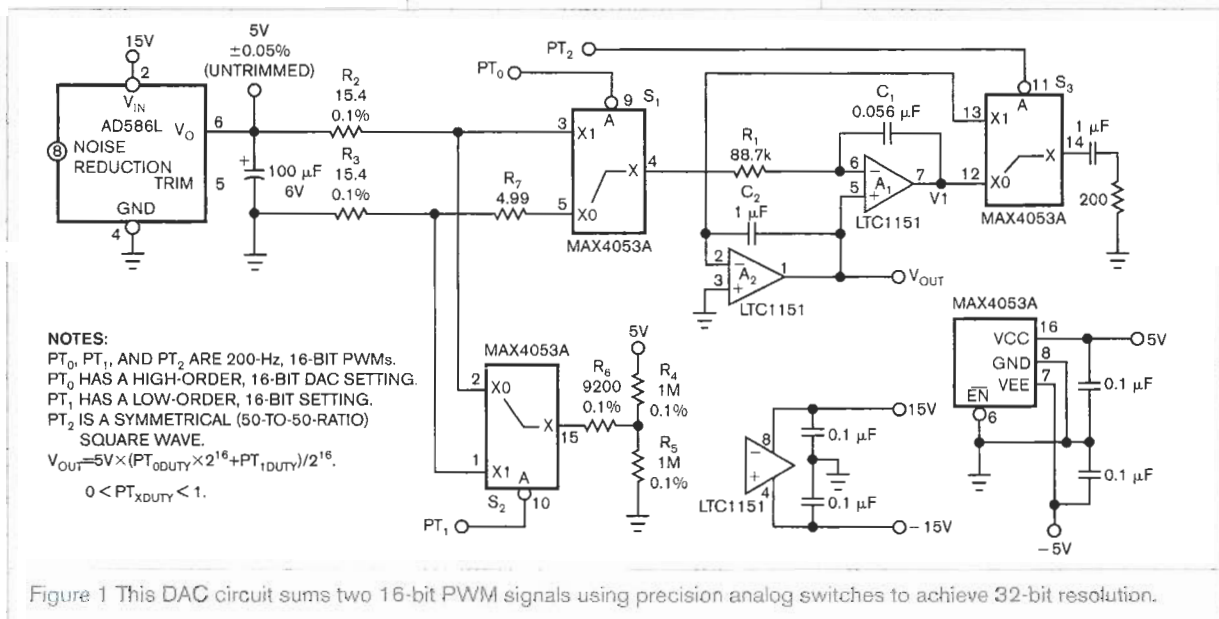 15V
2
V_IN
AD586L V_O 6
8 NOISE
REDUCTION
TRIM 5
GND
4
5V
±0.05%
(UNTRIMMED)
+
100 µF
6V
R2
15.4
0.1%
R3
15.4
0.1%
R7
4.99
PT0
9 S1
A
3 X1
X 4
5 X0
MAX4053A
PT2
R1
88.7k
C1
0.056 µF
6 −
A1 7
5 +
V1
LTC1151
C2
1 µF
2 −
A2 1
3 +
LTC1151
VOUT
11 S3
A
13 X1
X 14
12 X0
MAX4053A
1 µF
200
NOTES:
PT0, PT1, AND PT2 ARE 200-Hz, 16-BIT PWMs.
PT0 HAS A HIGH-ORDER, 16-BIT DAC SETTING.
PT1 HAS A LOW-ORDER, 16-BIT SETTING.
PT2 IS A SYMMETRICAL (50-TO-50-RATIO)
SQUARE WAVE.
VOUT=5V×(PT0DUTY×2^16+PT1DUTY)/2^16.
0<PTXDUTY<1.
MAX4053A
2 X0
X 15
1 X1
A
S2 10
PT1
R6
9200
0.1%
5V
R4
1M
0.1%
R5
1M
0.1%
8
−
+
4
LTC1151
15V
0.1 µF
0.1 µF
−15V
MAX4053A
VCC 16
GND 8
VEE 7
EN
6
5V
0.1 µF
0.1 µF
−5V
Figure 1 This DAC circuit sums two 16-bit PWM signals using precision analog switches to achieve 32-bit resolution.